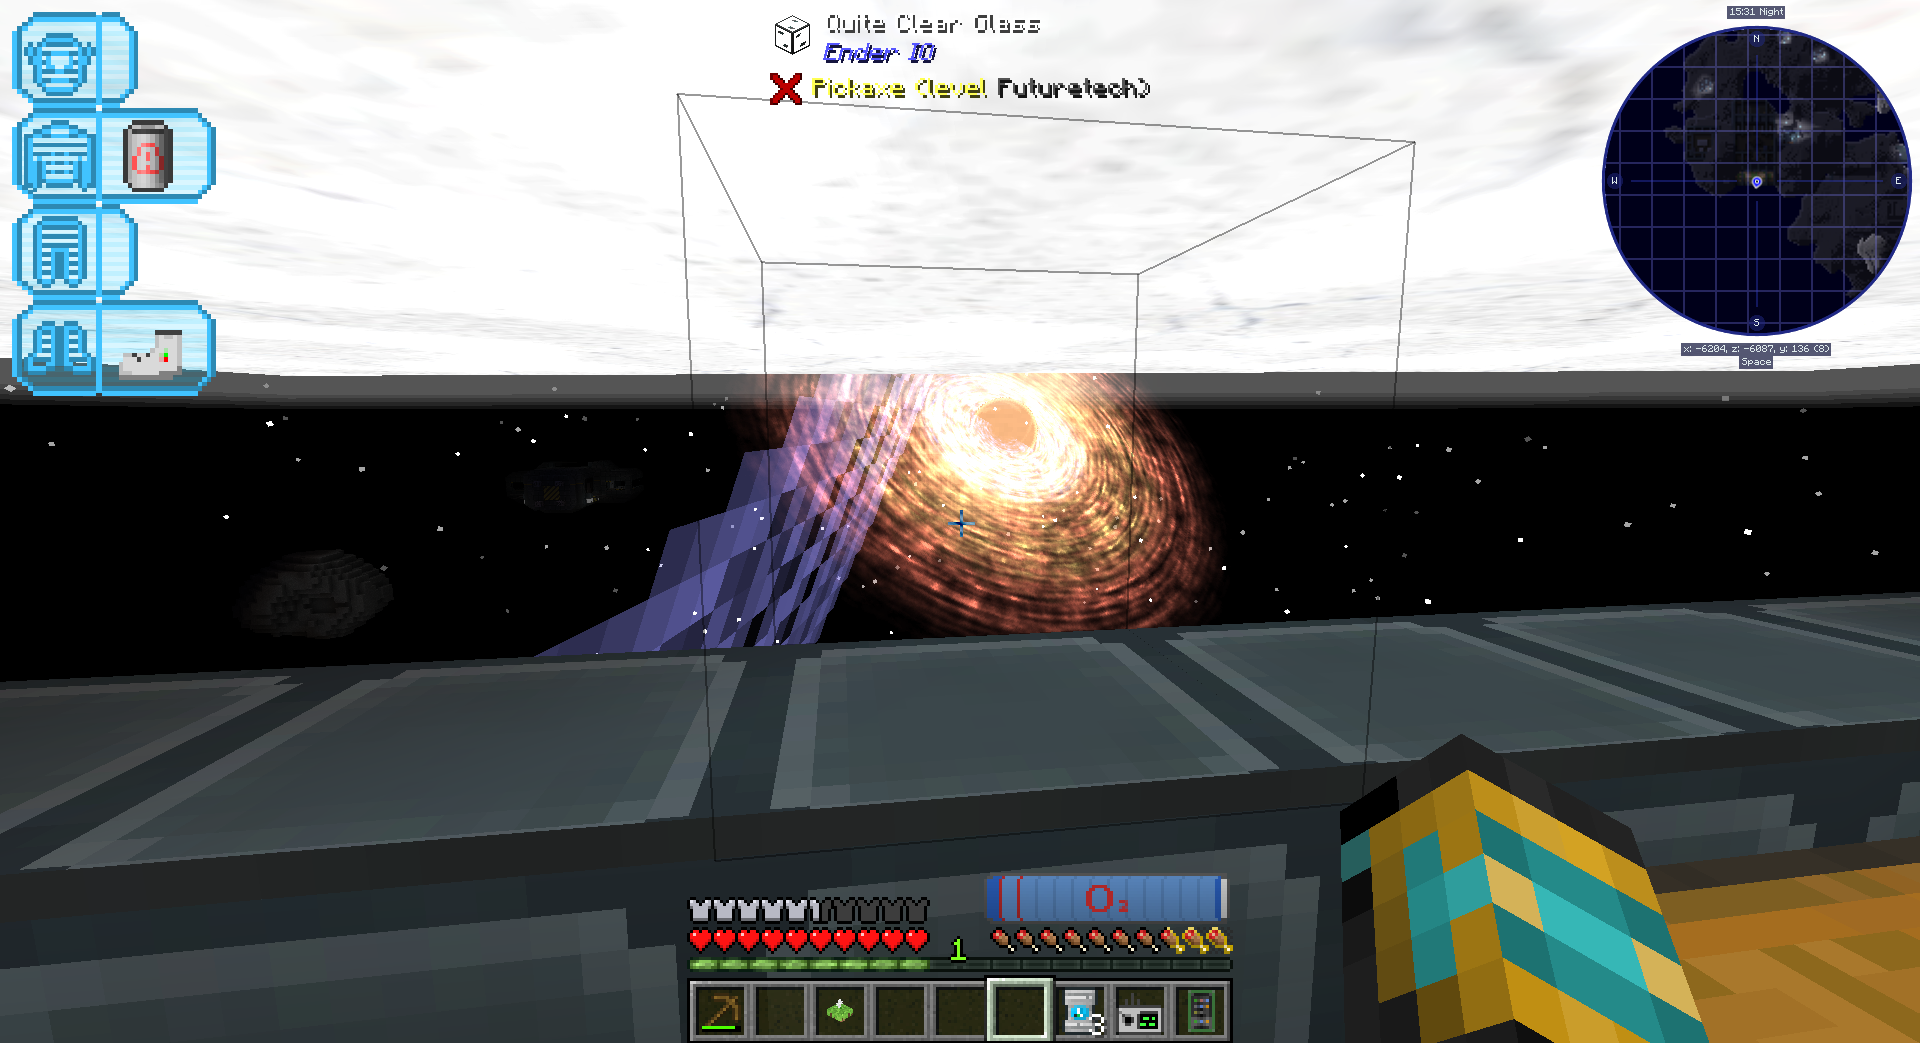 Quite Clear Glass
Ender IO
Pickaxe (level Futuretech)
15:31 Night
N
W
E
S
x: -6204, z: -6087, y: 136 (8)
Space
O₂
1
3